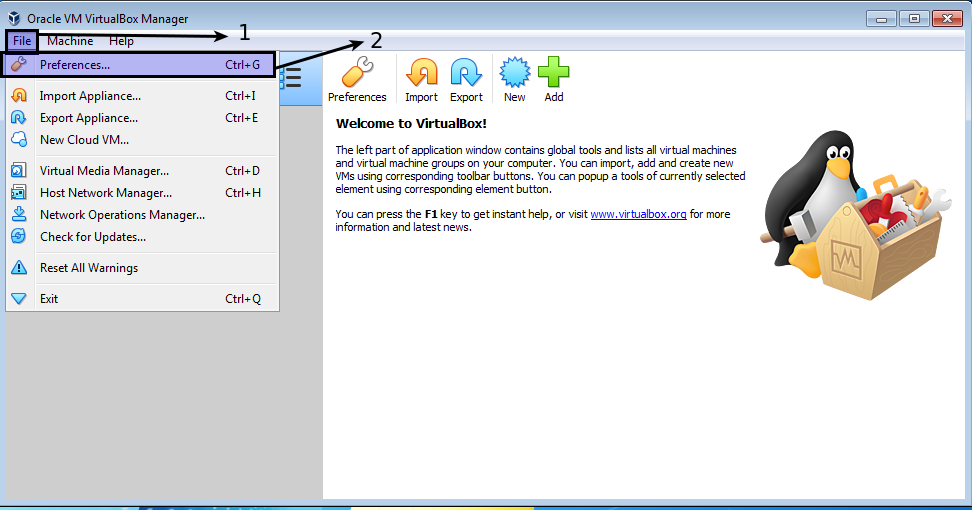 Oracle VM VirtualBox Manager
File Machine Help
1
2
Preferences... Ctrl+G
Import Appliance... Ctrl+I
Export Appliance... Ctrl+E
New Cloud VM...
Virtual Media Manager... Ctrl+D
Host Network Manager... Ctrl+H
Network Operations Manager...
Check for Updates...
Reset All Warnings
Exit Ctrl+Q
Preferences Import Export New Add
Welcome to VirtualBox!
The left part of application window contains global tools and lists all virtual machines
and virtual machine groups on your computer. You can import, add and create new
VMs using corresponding toolbar buttons. You can popup a tools of currently selected
element using corresponding element button.
You can press the F1 key to get instant help, or visit www.virtualbox.org for more
information and latest news.
VM